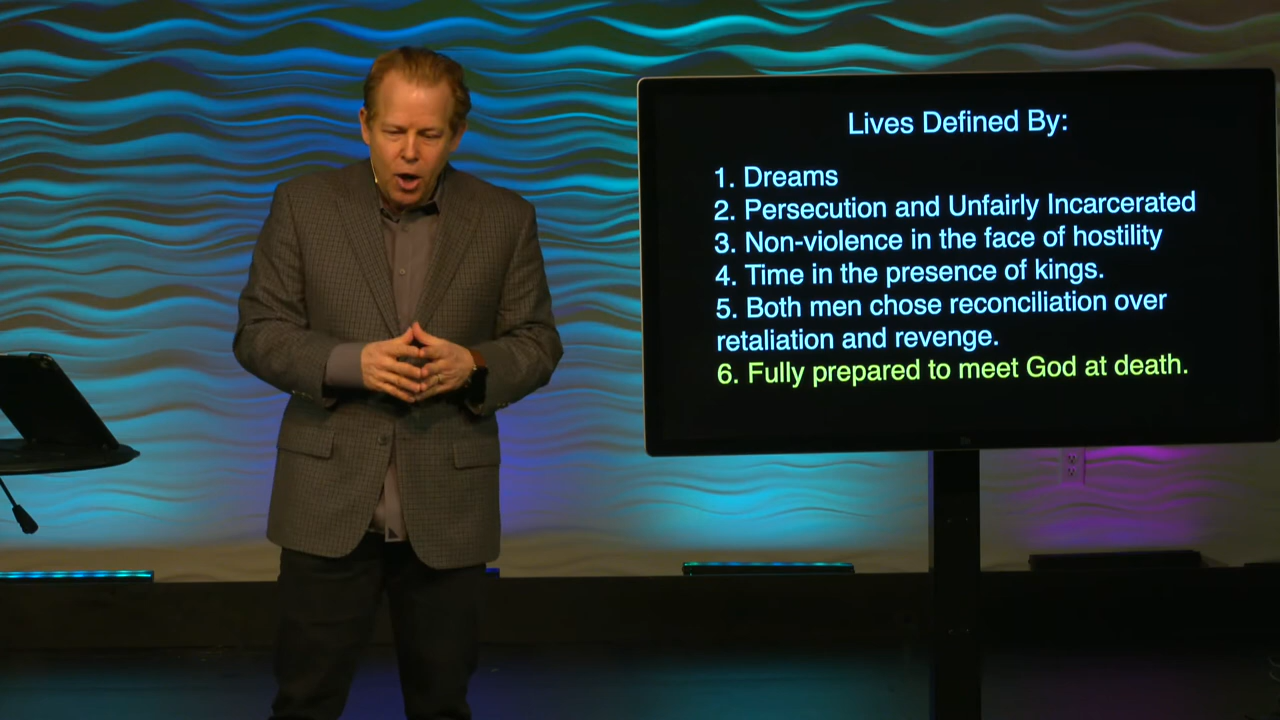 Lives Defined By:
1. Dreams
2. Persecution and Unfairly Incarcerated
3. Non-violence in the face of hostility
4. Time in the presence of kings.
5. Both men chose reconciliation over
retaliation and revenge.
6. Fully prepared to meet God at death.